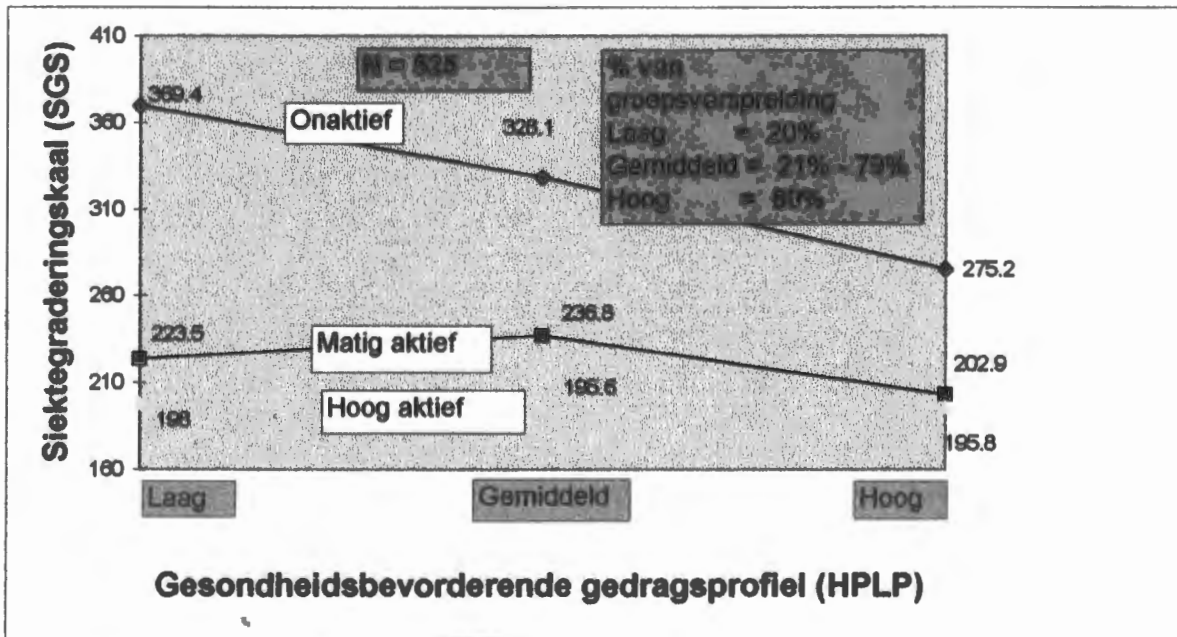 Siektegraderingskaal (SGS)
410
360
310
260
210
160
N = 525
% van
groepsverspreiding
Laag = 20%
Gemiddeld = 21% - 79%
Hoog = 80%
369.4
Onaktief
328.1
275.2
223.5
Matig aktief
236.8
202.9
198
Hoog aktief
195.6
195.8
Laag
Gemiddeld
Hoog
Gesondheidsbevorderende gedragsprofiel (HPLP)